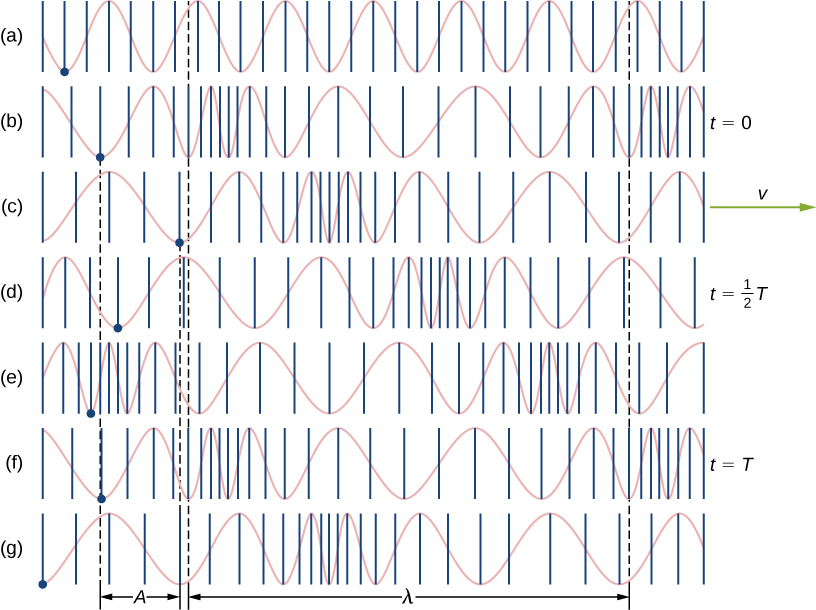 (a)
(b) t = 0
(c) v
(d) t = 1/2 T
(e)
(f) t = T
(g)
A λ